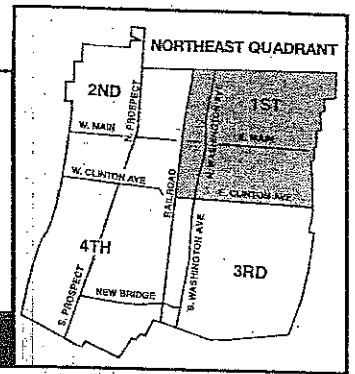 NORTHEAST QUADRANT
2ND
N. PROSPECT
1ST
N. WASHINGTON AVE
W. MAIN
E. MAIN
W. CLINTON AVE
E. CLINTON AVE
RAILROAD
4TH
S. PROSPECT
NEW BRIDGE
S. WASHINGTON AVE
3RD